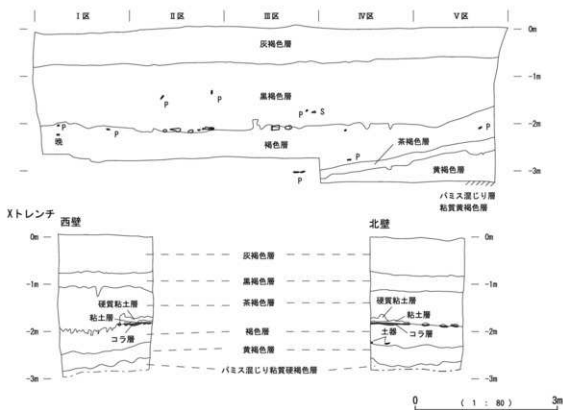 I区 II区 III区 IV区 V区
0m
灰褐色層
-1m
黒褐色層
P P P S
-2m
P P P
晩
褐色層
茶褐色層
P
黄褐色層
-3m
P
パミス混じり層
粘質黄褐色層
Xトレンチ
西壁 北壁
0m 0m
灰褐色層
-1m 黒褐色層 -1m
茶褐色層
硬質粘土層 硬質粘土層
粘土層 粘土層
-2m コラ層 褐色層 土器 コラ層 -2m
黄褐色層
-3m パミス混じり粘質硬褐色層 -3m
0 (1:80) 3m